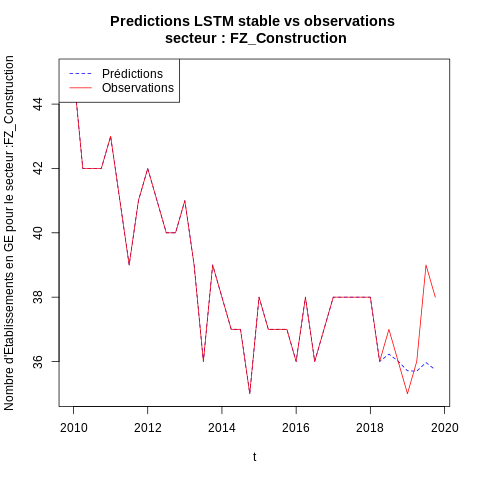 Predictions LSTM stable vs observations
secteur : FZ_Construction
Prédictions
Observations
Nombre d'Etablissements en GE pour le secteur :FZ_Construction
44
42
40
38
36
2010 2012 2014 2016 2018 2020
t